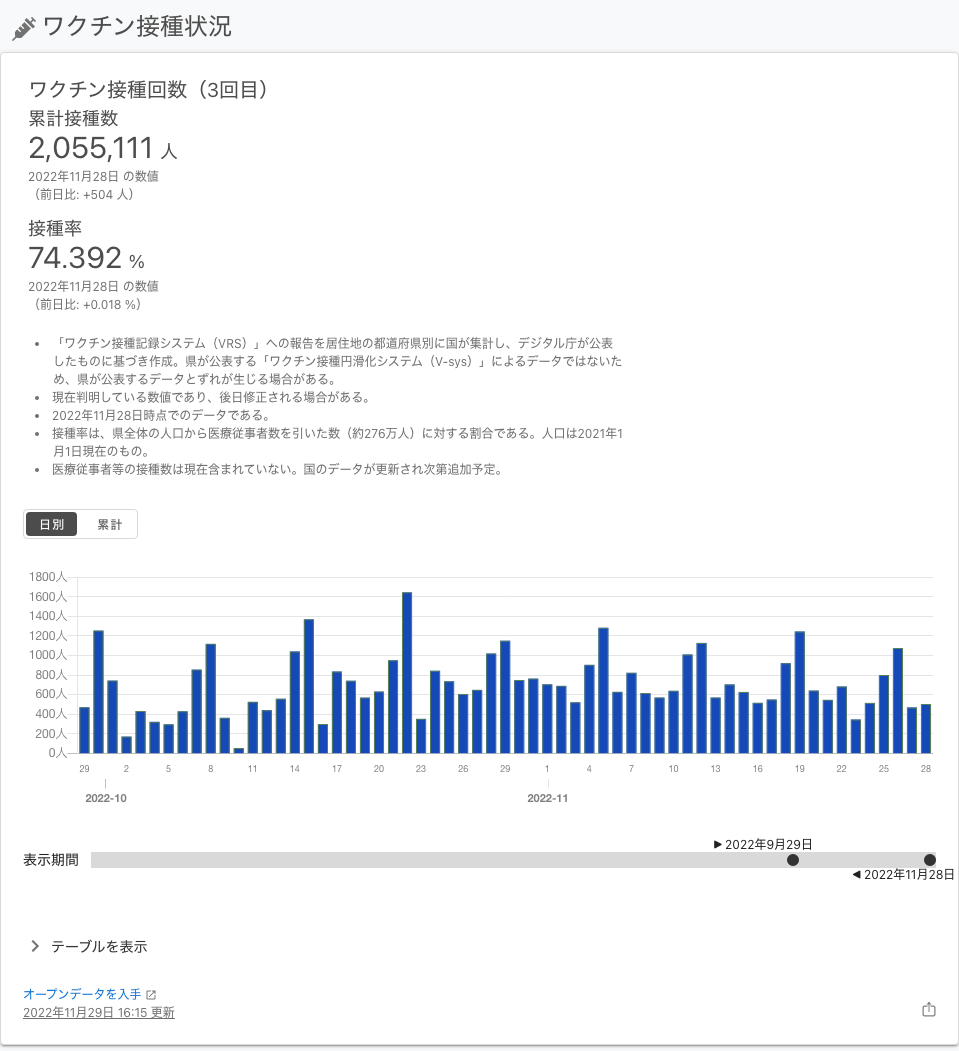 ワクチン接種状況
ワクチン接種回数（3回目）
累計接種数
2,055,111 人
2022年11月28日 の数値
（前日比: +504 人）
接種率
74.392 %
2022年11月28日 の数値
（前日比: +0.018 %）
• 「ワクチン接種記録システム（VRS）」への報告を居住地の都道府県別に国が集計し、デジタル庁が公表
したものに基づき作成。県が公表する「ワクチン接種円滑化システム（V-sys）」によるデータではないた
め、県が公表するデータとずれが生じる場合がある。
• 現在判明している数値であり、後日修正される場合がある。
• 2022年11月28日時点でのデータである。
• 接種率は、県全体の人口から医療従事者数を引いた数（約276万人）に対する割合である。人口は2021年1
月1日現在のもの。
• 医療従事者等の接種数は現在含まれていない。国のデータが更新され次第追加予定。
日別 累計
1800人
1600人
1400人
1200人
1000人
800人
600人
400人
200人
0人
29 2 5 8 11 14 17 20 23 26 29 1 4 7 10 13 16 19 22 25 28
2022-10 2022-11
▶ 2022年9月29日
表示期間
◀ 2022年11月28日
テーブルを表示
オープンデータを入手
2022年11月29日 16:15 更新